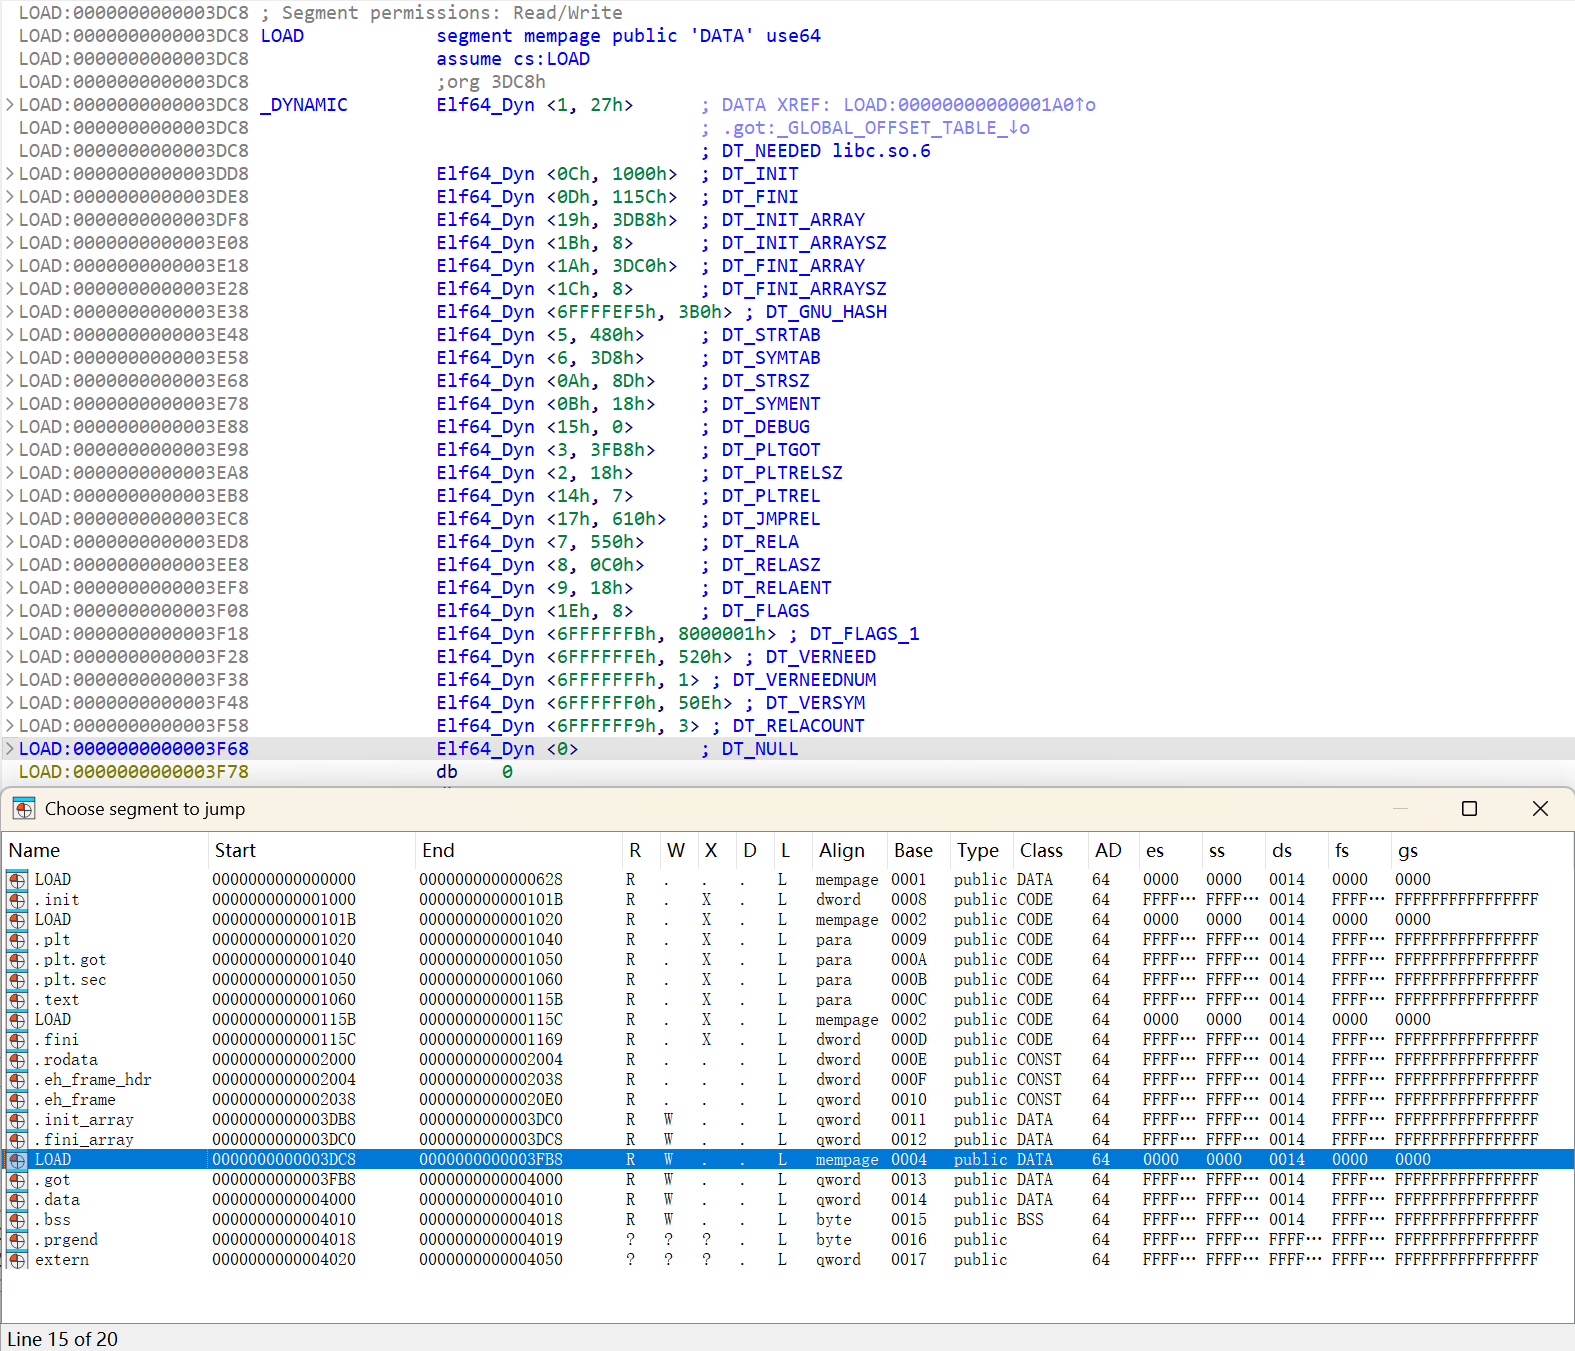 LOAD:0000000000003DC8 ; Segment permissions: Read/Write
LOAD:0000000000003DC8 LOAD segment mempage public 'DATA' use64
LOAD:0000000000003DC8 assume cs:LOAD
LOAD:0000000000003DC8 ;org 3DC8h
LOAD:0000000000003DC8 _DYNAMIC Elf64_Dyn <1, 27h> ; DATA XREF: LOAD:00000000000001A0↑o
LOAD:0000000000003DC8 ; .got:_GLOBAL_OFFSET_TABLE_↓o
LOAD:0000000000003DC8 ; DT_NEEDED libc.so.6
LOAD:0000000000003DD8 Elf64_Dyn <0Ch, 1000h> ; DT_INIT
LOAD:0000000000003DE8 Elf64_Dyn <0Dh, 115Ch> ; DT_FINI
LOAD:0000000000003DF8 Elf64_Dyn <19h, 3DB8h> ; DT_INIT_ARRAY
LOAD:0000000000003E08 Elf64_Dyn <1Bh, 8> ; DT_INIT_ARRAYSZ
LOAD:0000000000003E18 Elf64_Dyn <1Ah, 3DC0h> ; DT_FINI_ARRAY
LOAD:0000000000003E28 Elf64_Dyn <1Ch, 8> ; DT_FINI_ARRAYSZ
LOAD:0000000000003E38 Elf64_Dyn <6FFFFEF5h, 3B0h> ; DT_GNU_HASH
LOAD:0000000000003E48 Elf64_Dyn <5, 480h> ; DT_STRTAB
LOAD:0000000000003E58 Elf64_Dyn <6, 3D8h> ; DT_SYMTAB
LOAD:0000000000003E68 Elf64_Dyn <0Ah, 8Dh> ; DT_STRSZ
LOAD:0000000000003E78 Elf64_Dyn <0Bh, 18h> ; DT_SYMENT
LOAD:0000000000003E88 Elf64_Dyn <15h, 0> ; DT_DEBUG
LOAD:0000000000003E98 Elf64_Dyn <3, 3FB8h> ; DT_PLTGOT
LOAD:0000000000003EA8 Elf64_Dyn <2, 18h> ; DT_PLTRELSZ
LOAD:0000000000003EB8 Elf64_Dyn <14h, 7> ; DT_PLTREL
LOAD:0000000000003EC8 Elf64_Dyn <17h, 610h> ; DT_JMPREL
LOAD:0000000000003ED8 Elf64_Dyn <7, 550h> ; DT_RELA
LOAD:0000000000003EE8 Elf64_Dyn <8, 0C0h> ; DT_RELASZ
LOAD:0000000000003EF8 Elf64_Dyn <9, 18h> ; DT_RELAENT
LOAD:0000000000003F08 Elf64_Dyn <1Eh, 8> ; DT_FLAGS
LOAD:0000000000003F18 Elf64_Dyn <6FFFFFFBh, 8000001h> ; DT_FLAGS_1
LOAD:0000000000003F28 Elf64_Dyn <6FFFFFFEh, 520h> ; DT_VERNEED
LOAD:0000000000003F38 Elf64_Dyn <6FFFFFFFh, 1> ; DT_VERNEEDNUM
LOAD:0000000000003F48 Elf64_Dyn <6FFFFFF0h, 50Eh> ; DT_VERSYM
LOAD:0000000000003F58 Elf64_Dyn <6FFFFFF9h, 3> ; DT_RELACOUNT
LOAD:0000000000003F68 Elf64_Dyn <0> ; DT_NULL
LOAD:0000000000003F78 db 0
Choose segment to jump
Name Start End R W X D L Align Base Type Class AD es ss ds fs gs
LOAD 0000000000000000 0000000000000628 R . . . L mempage 0001 public DATA 64 0000 0000 0014 0000 0000
.init 0000000000001000 000000000000101B R . X . L dword 0008 public CODE 64 FFFF… FFFF… 0014 FFFF… FFFFFFFFFFFFFFFF
LOAD 000000000000101B 0000000000001020 R . X . L mempage 0002 public CODE 64 0000 0000 0014 0000 0000
.plt 0000000000001020 0000000000001040 R . X . L para 0009 public CODE 64 FFFF… FFFF… 0014 FFFF… FFFFFFFFFFFFFFFF
.plt.got 0000000000001040 0000000000001050 R . X . L para 000A public CODE 64 FFFF… FFFF… 0014 FFFF… FFFFFFFFFFFFFFFF
.plt.sec 0000000000001050 0000000000001060 R . X . L para 000B public CODE 64 FFFF… FFFF… 0014 FFFF… FFFFFFFFFFFFFFFF
.text 0000000000001060 000000000000115B R . X . L para 000C public CODE 64 FFFF… FFFF… 0014 FFFF… FFFFFFFFFFFFFFFF
LOAD 000000000000115B 000000000000115C R . X . L mempage 0002 public CODE 64 0000 0000 0014 0000 0000
.fini 000000000000115C 0000000000001169 R . X . L dword 000D public CODE 64 FFFF… FFFF… 0014 FFFF… FFFFFFFFFFFFFFFF
.rodata 0000000000002000 0000000000002004 R . . . L dword 000E public CONST 64 FFFF… FFFF… 0014 FFFF… FFFFFFFFFFFFFFFF
.eh_frame_hdr 0000000000002004 0000000000002038 R . . . L dword 000F public CONST 64 FFFF… FFFF… 0014 FFFF… FFFFFFFFFFFFFFFF
.eh_frame 0000000000002038 00000000000020E0 R . . . L qword 0010 public CONST 64 FFFF… FFFF… 0014 FFFF… FFFFFFFFFFFFFFFF
.init_array 0000000000003DB8 0000000000003DC0 R W . . L qword 0011 public DATA 64 FFFF… FFFF… 0014 FFFF… FFFFFFFFFFFFFFFF
.fini_array 0000000000003DC0 0000000000003DC8 R W . . L qword 0012 public DATA 64 FFFF… FFFF… 0014 FFFF… FFFFFFFFFFFFFFFF
LOAD 0000000000003DC8 0000000000003FB8 R W . . L mempage 0004 public DATA 64 0000 0000 0014 0000 0000
.got 0000000000003FB8 0000000000004000 R W . . L qword 0013 public DATA 64 FFFF… FFFF… 0014 FFFF… FFFFFFFFFFFFFFFF
.data 0000000000004000 0000000000004010 R W . . L qword 0014 public DATA 64 FFFF… FFFF… 0014 FFFF… FFFFFFFFFFFFFFFF
.bss 0000000000004010 0000000000004018 R W . . L byte 0015 public BSS 64 FFFF… FFFF… 0014 FFFF… FFFFFFFFFFFFFFFF
.prgend 0000000000004018 0000000000004019 ? ? ? . L byte 0016 public 64 FFFF… FFFF… FFFF… FFFF… FFFFFFFFFFFFFFFF
extern 0000000000004020 0000000000004050 ? ? ? . L qword 0017 public 64 FFFF… FFFF… FFFF… FFFF… FFFFFFFFFFFFFFFF
Line 15 of 20